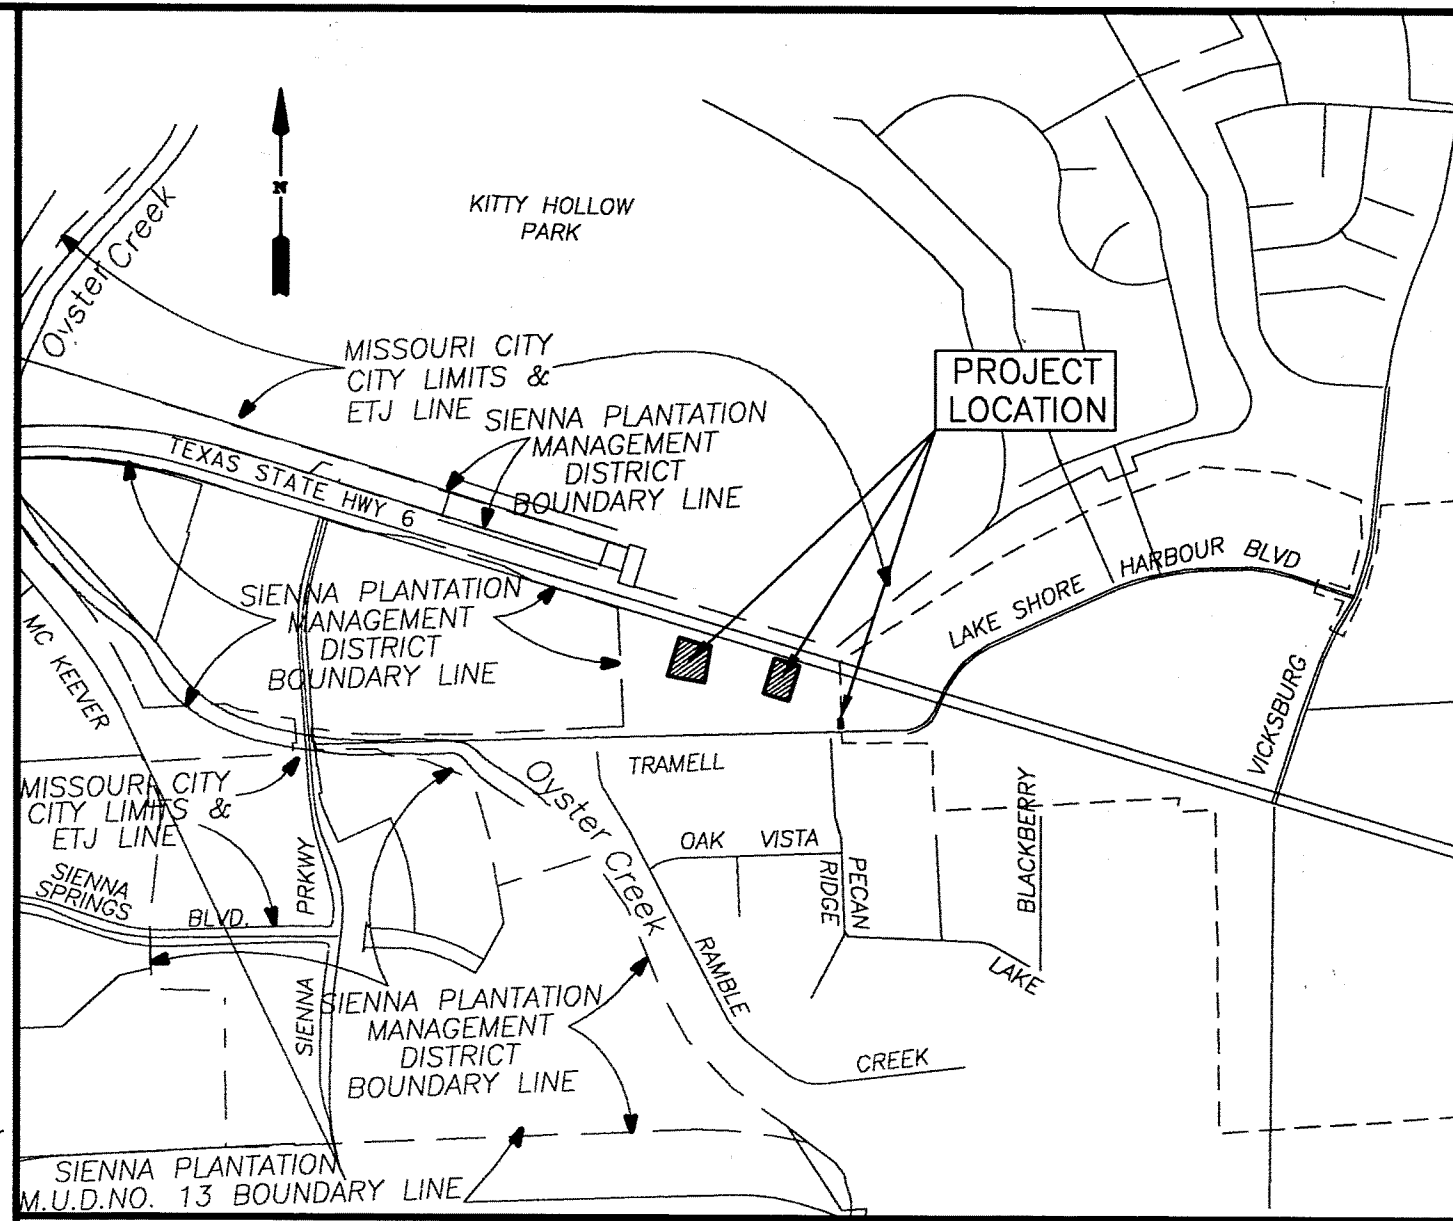 Oyster Creek
N
KITTY HOLLOW
PARK
MISSOURI CITY
CITY LIMITS &
ETJ LINE
SIENNA PLANTATION
MANAGEMENT
DISTRICT
BOUNDARY LINE
PROJECT
LOCATION
TEXAS STATE HWY 6
SIENNA PLANTATION
MANAGEMENT
DISTRICT
BOUNDARY LINE
LAKE SHORE HARBOUR BLVD
MC KEEVER
VICKSBURG
MISSOURI CITY
CITY LIMITS &
ETJ LINE
Oyster Creek
TRAMELL
OAK VISTA
PECAN
RIDGE
BLACKBERRY
LAKE
SIENNA
SPRINGS
BLVD.
SIENNA PRKWY
RAMBLE
CREEK
SIENNA PLANTATION
MANAGEMENT
DISTRICT
BOUNDARY LINE
SIENNA PLANTATION
M.U.D.NO. 13 BOUNDARY LINE